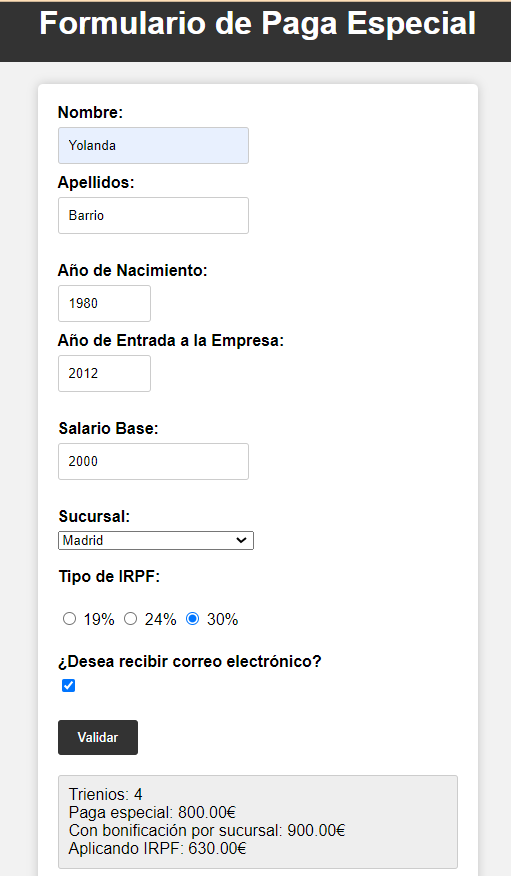 Formulario de Paga Especial
Nombre:
Yolanda
Apellidos:
Barrio
Año de Nacimiento:
1980
Año de Entrada a la Empresa:
2012
Salario Base:
2000
Sucursal:
Madrid
Tipo de IRPF:
19% 24% 30%
¿Desea recibir correo electrónico?
Validar
Trienios: 4
Paga especial: 800.00€
Con bonificación por sucursal: 900.00€
Aplicando IRPF: 630.00€